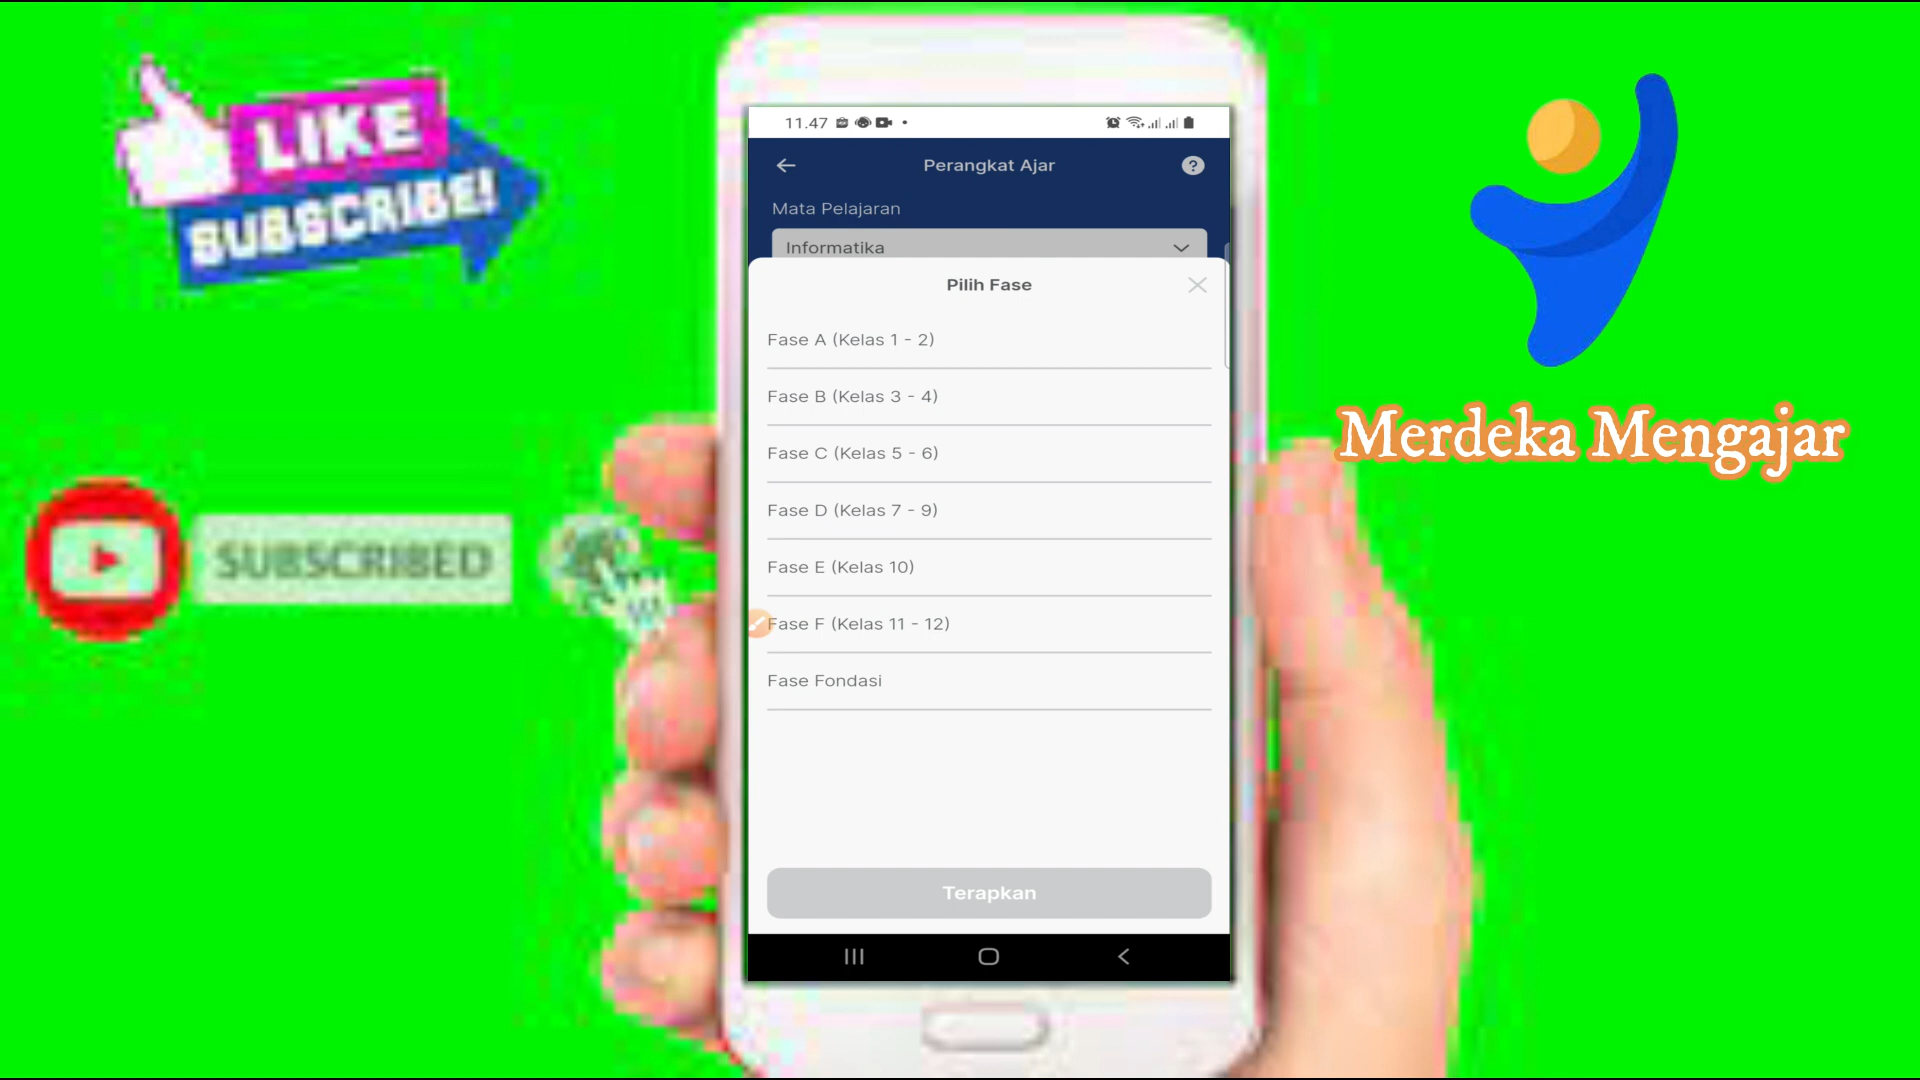 LIKE
SUBSCRIBE!
SUBSCRIBED
11.47
Perangkat Ajar
?
Mata Pelajaran
Informatika
Pilih Fase
Fase A (Kelas 1 - 2)
Fase B (Kelas 3 - 4)
Fase C (Kelas 5 - 6)
Fase D (Kelas 7 - 9)
Fase E (Kelas 10)
Fase F (Kelas 11 - 12)
Fase Fondasi
Terapkan
Merdeka Mengajar